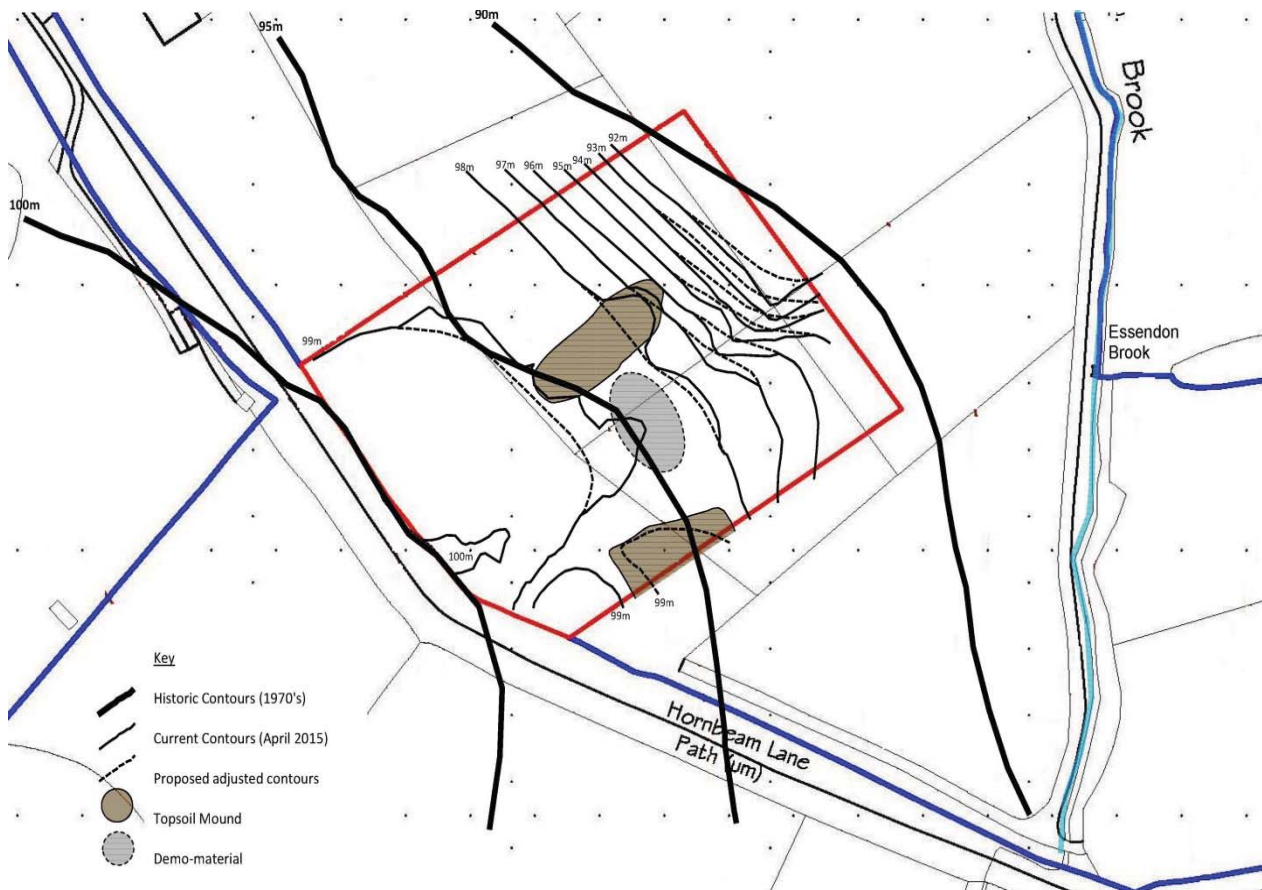 90m
95m
Brook
92m
93m
94m
95m
96m
97m
98m
100m
99m
Essendon
Brook
100m
99m
99m
Hornbeam Lane
Path (um)
Key
Historic Contours (1970's)
Current Contours (April 2015)
Proposed adjusted contours
Topsoil Mound
Demo-material